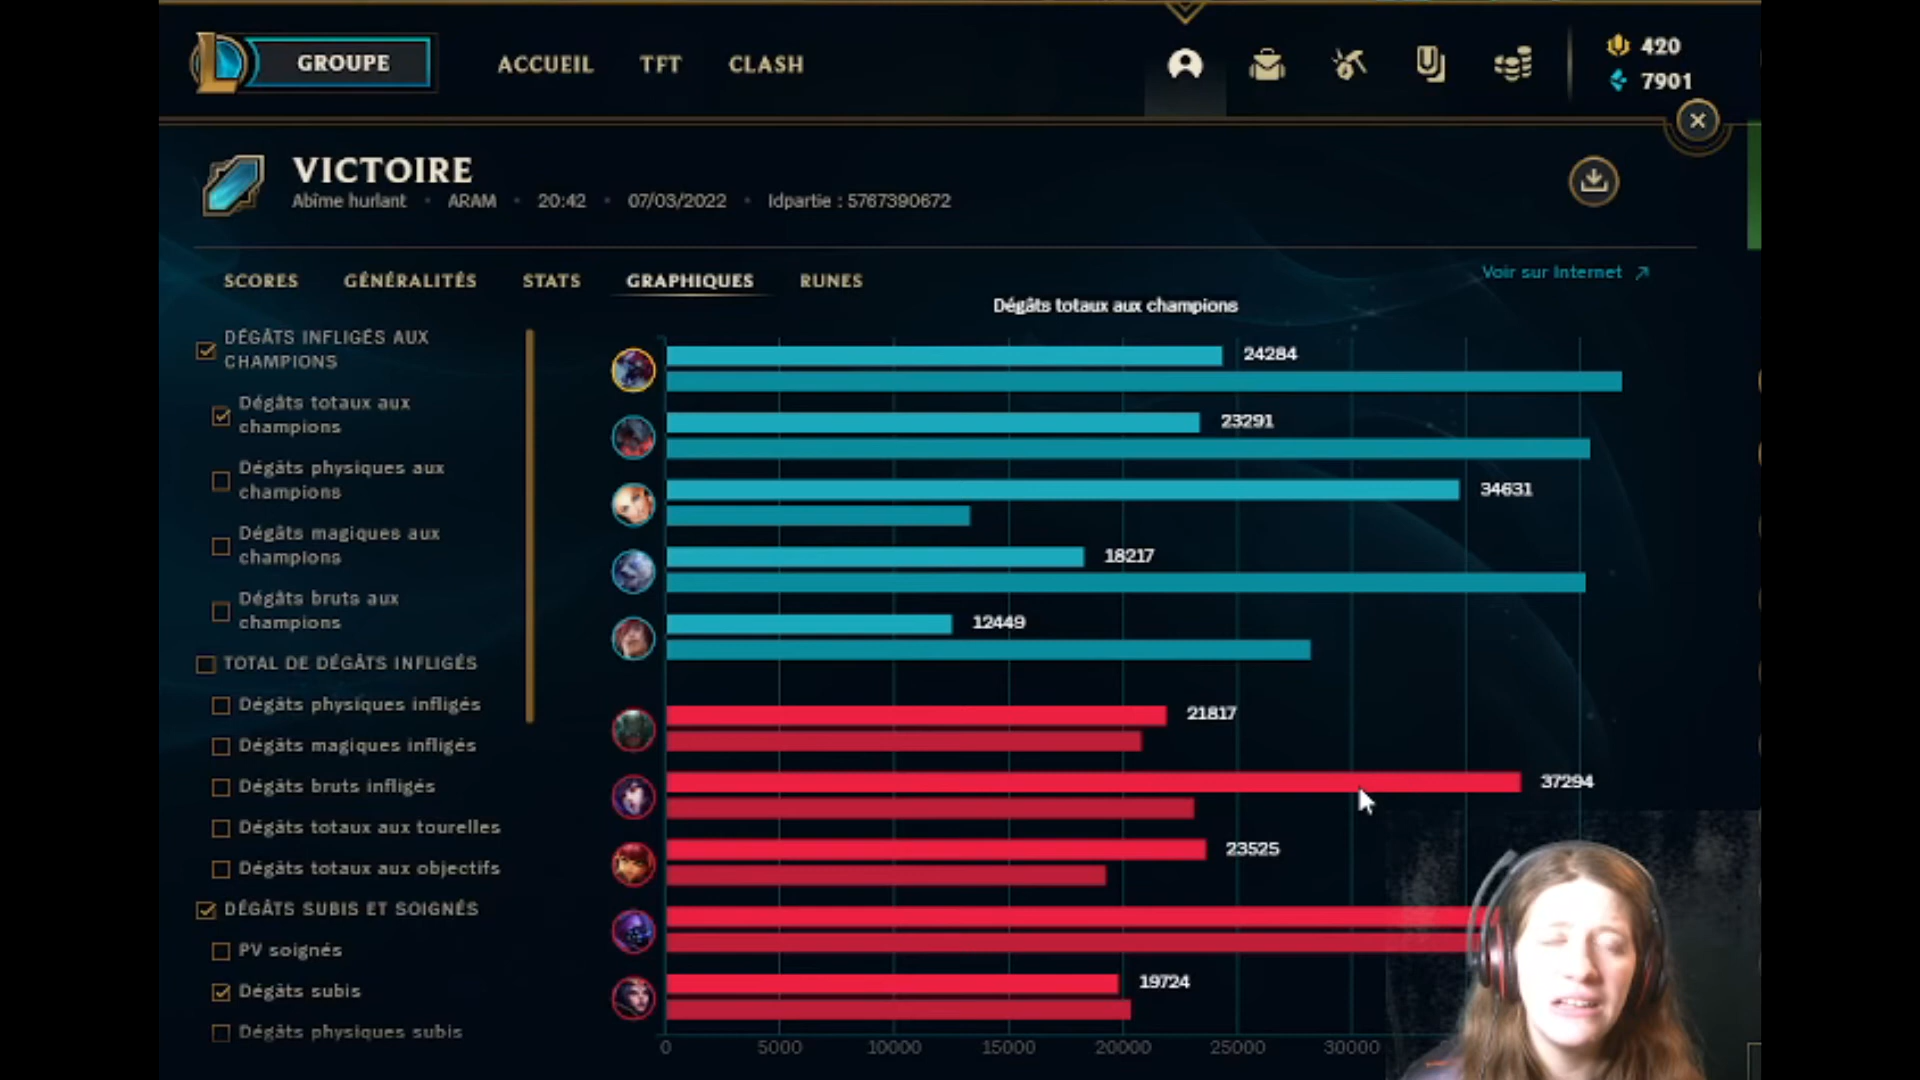 GROUPE
ACCUEIL
TFT
CLASH
420
7901
VICTOIRE
Abîme hurlant • ARAM • 20:42 • 07/03/2022 • Idpartie : 5767390672
SCORES
GÉNÉRALITÉS
STATS
GRAPHIQUES
RUNES
Voir sur Internet
DÉGÂTS INFLIGÉS AUX
CHAMPIONS
Dégâts totaux aux
champions
Dégâts physiques aux
champions
Dégâts magiques aux
champions
Dégâts bruts aux
champions
TOTAL DE DÉGÂTS INFLIGÉS
Dégâts physiques infligés
Dégâts magiques infligés
Dégâts bruts infligés
Dégâts totaux aux tourelles
Dégâts totaux aux objectifs
DÉGÂTS SUBIS ET SOIGNÉS
PV soignés
Dégâts subis
Dégâts physiques subis
Dégâts totaux aux champions
24284
23291
34631
18217
12449
21817
37294
23525
19724
0
5000
10000
15000
20000
25000
30000